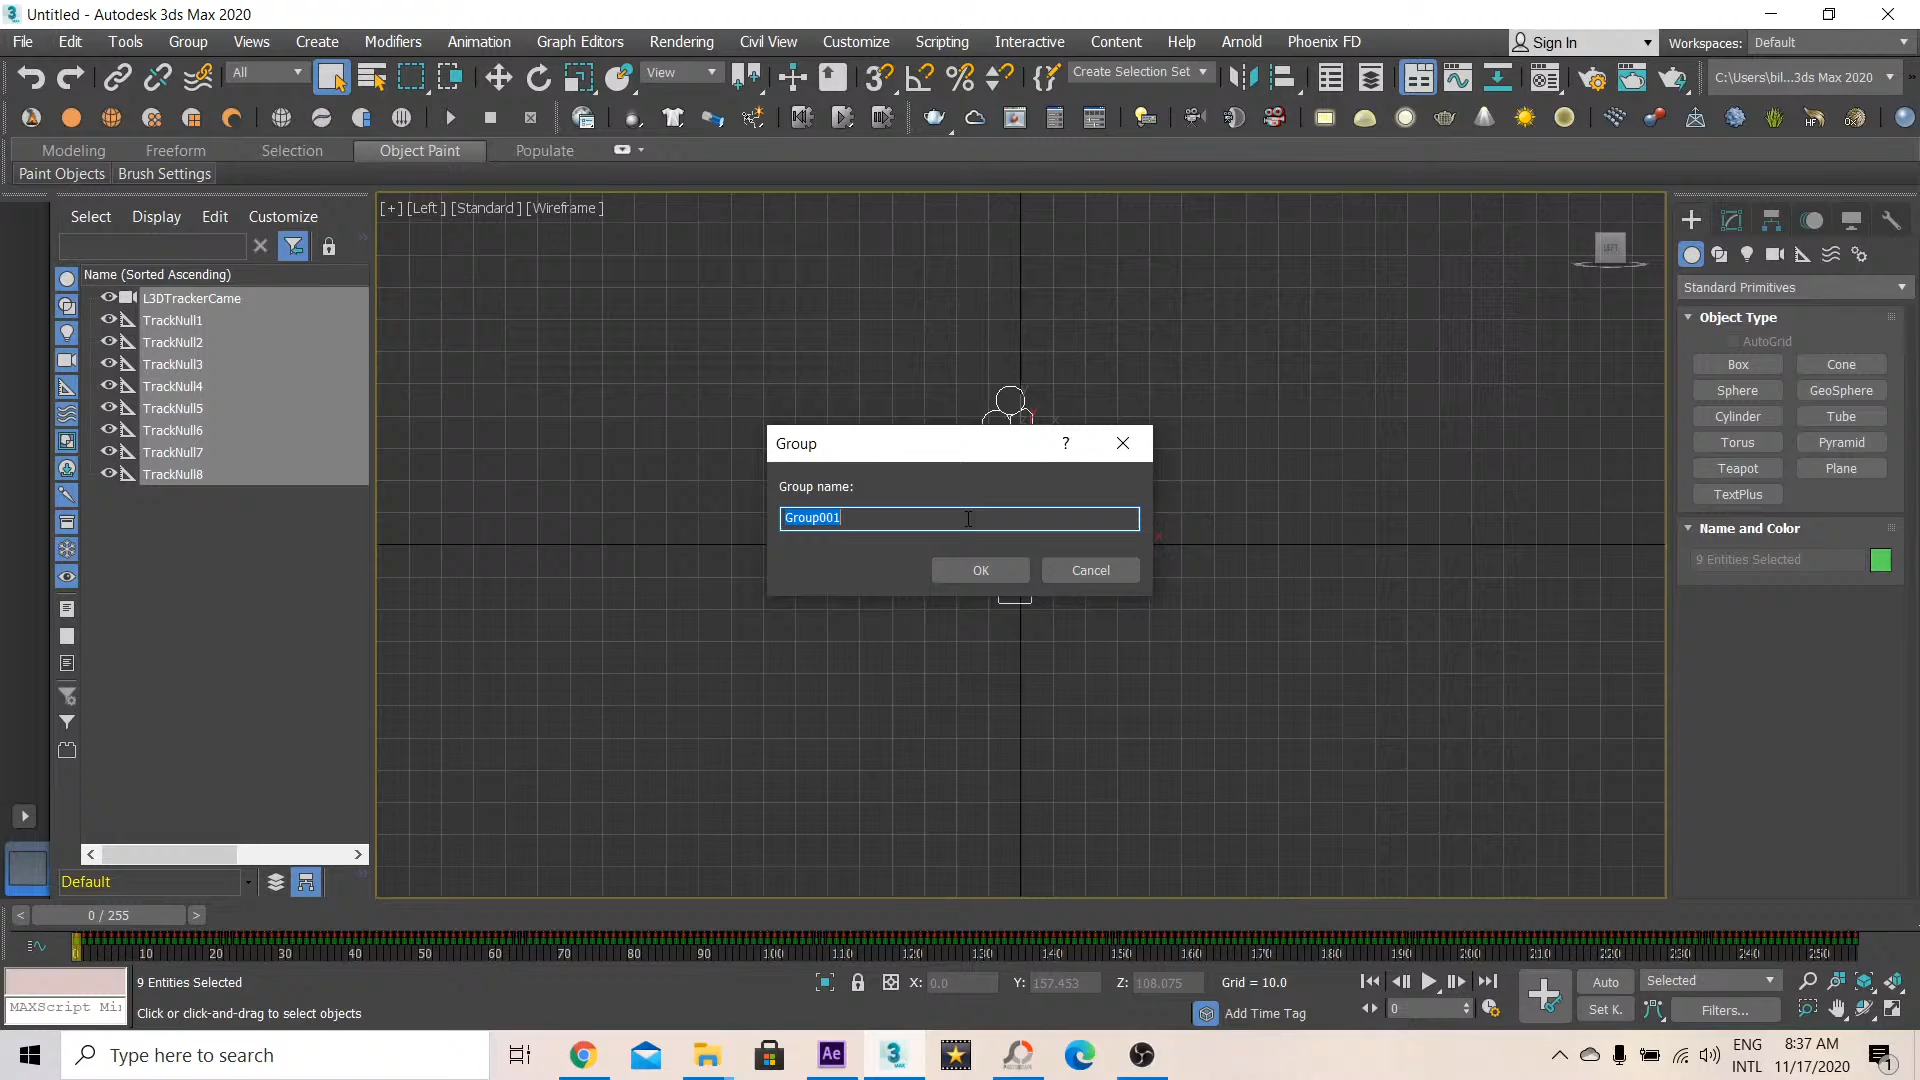 Untitled - Autodesk 3ds Max 2020
File Edit Tools Group Views Create Modifiers Animation Graph Editors Rendering Civil View Customize Scripting Interactive Content Help Arnold Phoenix FD Sign In Workspaces: Default
All View Create Selection Set C:\Users\bil...3ds Max 2020
Modeling Freeform Selection Object Paint Populate
Paint Objects Brush Settings
Select Display Edit Customize
[+] [Left ] [Standard ] [Wireframe ]
LEFT
Name (Sorted Ascending)
L3DTrackerCame
TrackNull1
TrackNull2
TrackNull3
TrackNull4
TrackNull5
TrackNull6
TrackNull7
TrackNull8
Default
Group ?
Group name:
Group001
OK Cancel
Standard Primitives
Object Type
AutoGrid
Box Cone
Sphere GeoSphere
Cylinder Tube
Torus Pyramid
Teapot Plane
TextPlus
Name and Color
9 Entities Selected
< 0 / 255 >
0 10 20 30 40 50 60 70 80 90 100 110 120 130 140 150 160 170 180 190 200 210 220 230 240 250
9 Entities Selected X: 0.0 Y: 157.453 Z: 108.075 Grid = 10.0 Auto Selected
MAXScript Mi Click or click-and-drag to select objects Add Time Tag 0 Set K. Filters...
Type here to search
Ae 3 MAX
ENG 8:37 AM
INTL 11/17/2020
1